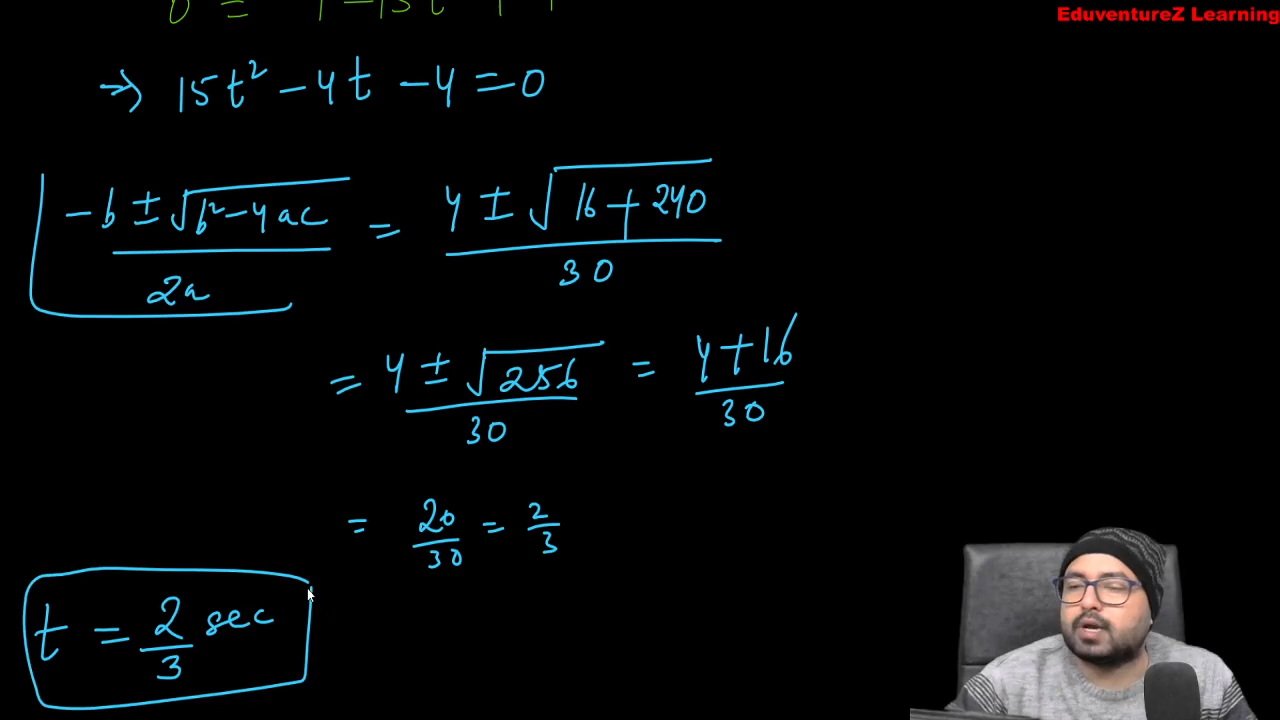 EduventureZ Learning
⇒ 15t² - 4t - 4 = 0
(-b ± √(b² - 4ac))/2a = (4 ± √(16 + 240))/30
= (4 ± √256)/30 = (4 + 16)/30
= 20/30 = 2/3
t = 2/3 sec